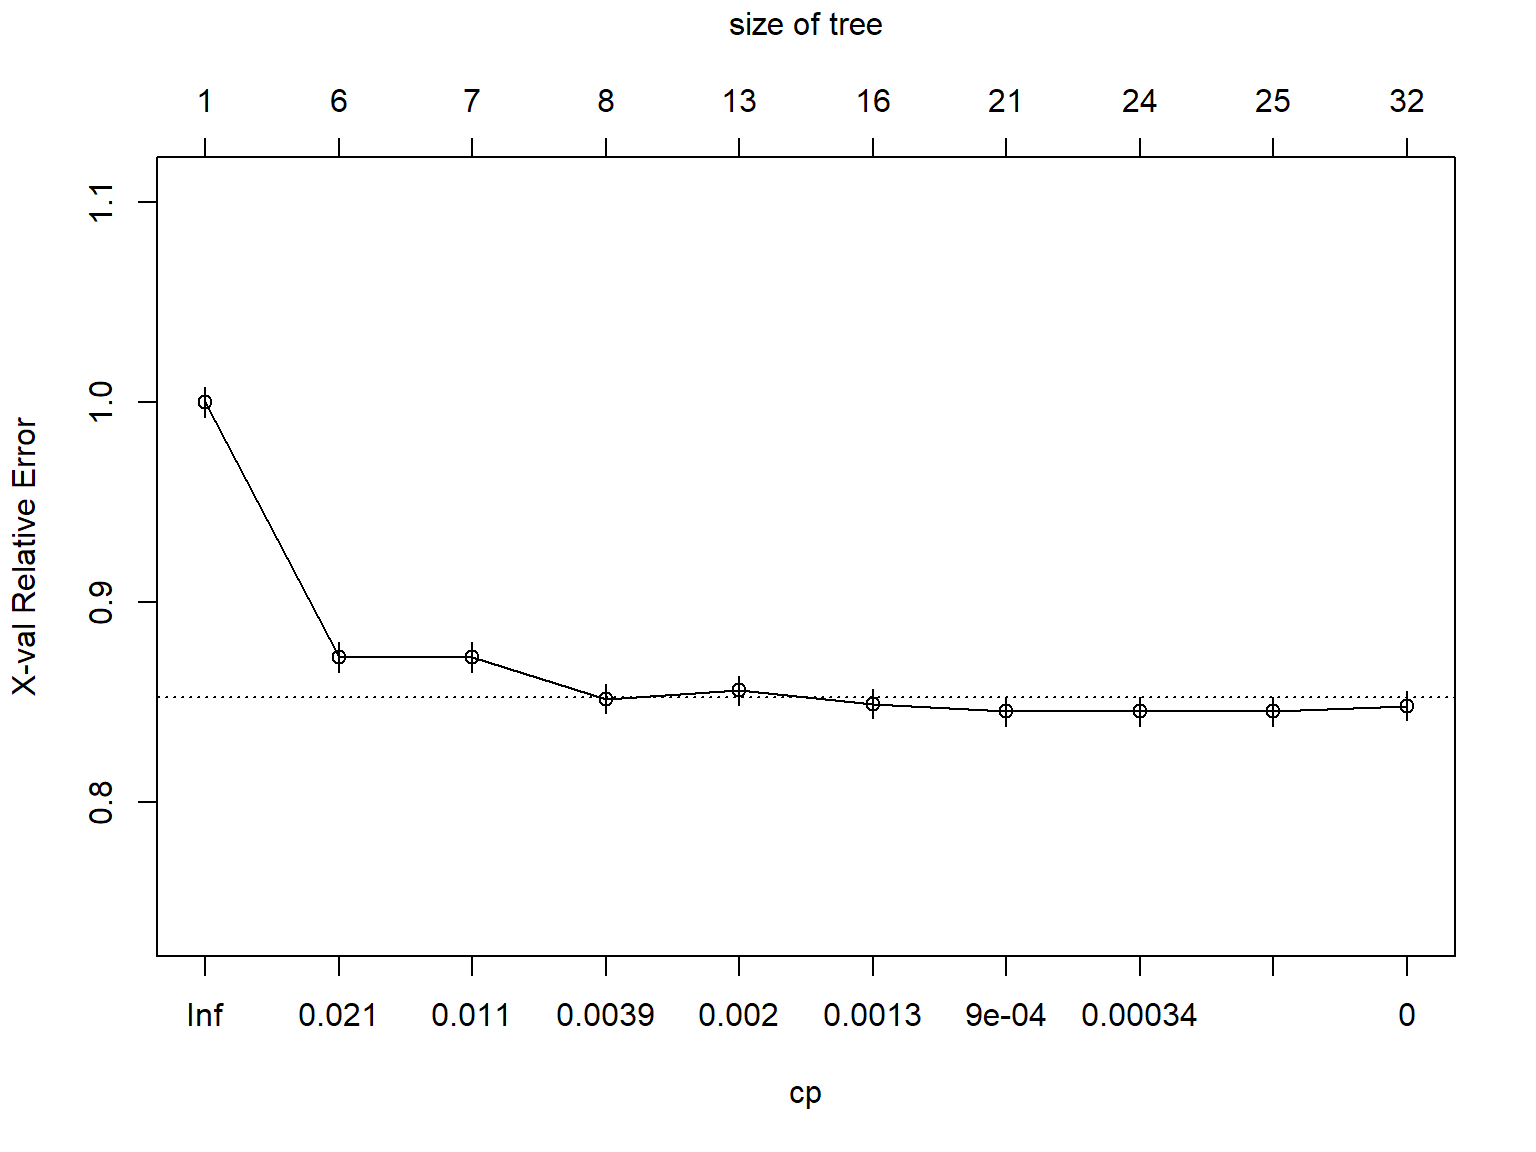 size of tree
1 6 7 8 13 16 21 24 25 32
X-val Relative Error
1.1
1.0
0.9
0.8
Inf 0.021 0.011 0.0039 0.002 0.0013 9e-04 0.00034 0
cp